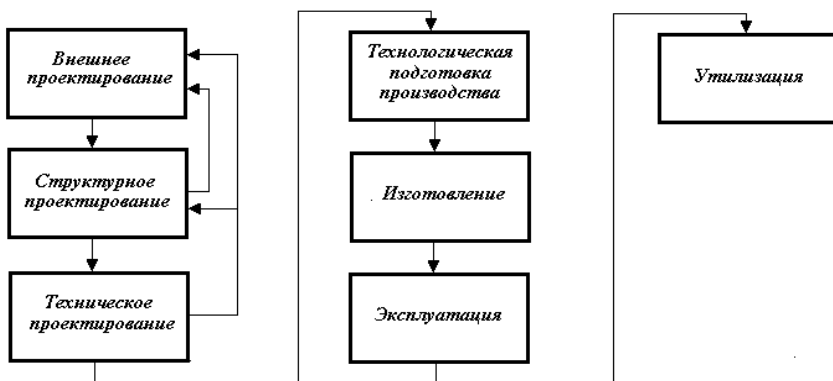 Внешнее
проектирование
Структурное
проектирование
Техническое
проектирование
Технологическая
подготовка
производства
Изготовление
Эксплуатация
Утилизация